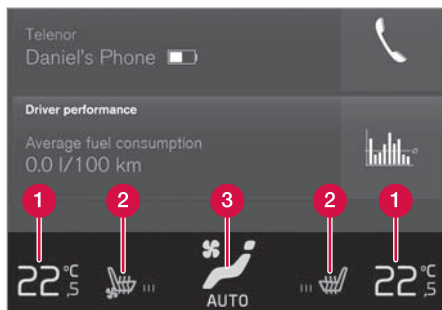 Telenor
Daniel's Phone
Driver performance
Average fuel consumption
0.0 l/100 km
1 2 3 2 1
22,5 °C 22,5 °C
AUTO